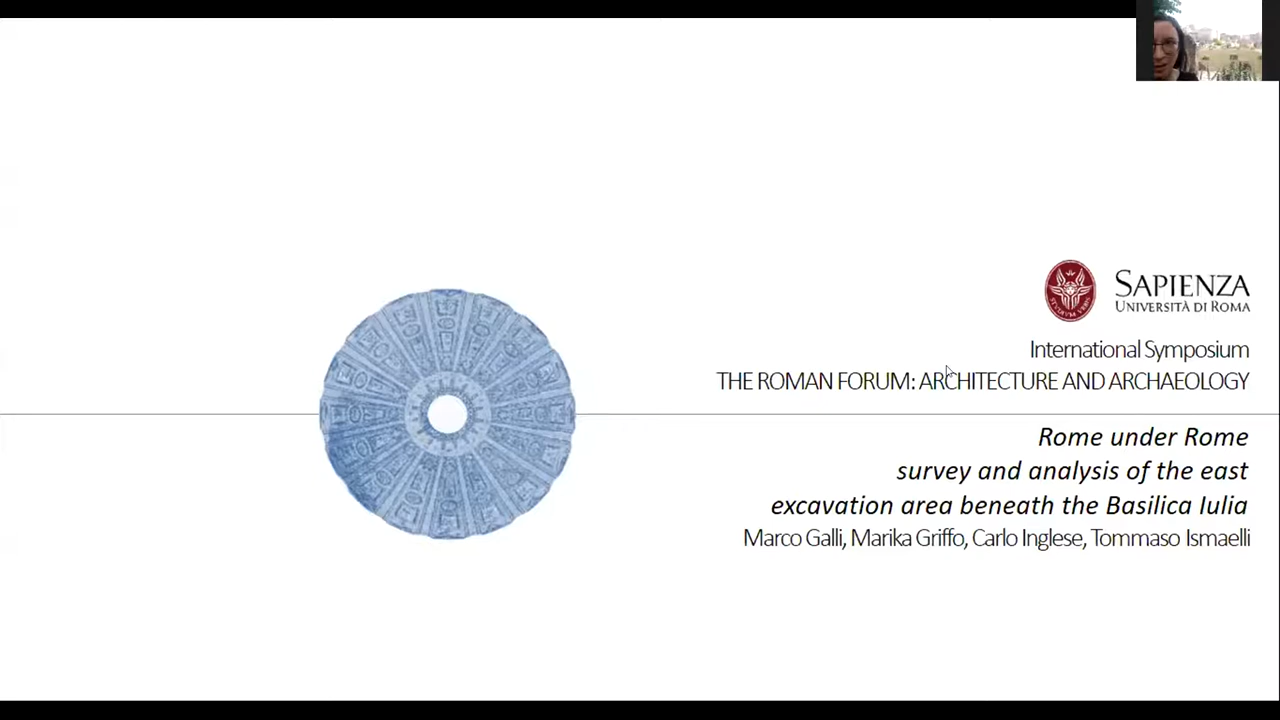 SAPIENZA
UNIVERSITÀ DI ROMA
International Symposium
THE ROMAN FORUM: ARCHITECTURE AND ARCHAEOLOGY
Rome under Rome
survey and analysis of the east
excavation area beneath the Basilica Iulia
Marco Galli, Marika Griffo, Carlo Inglese, Tommaso Ismaelli